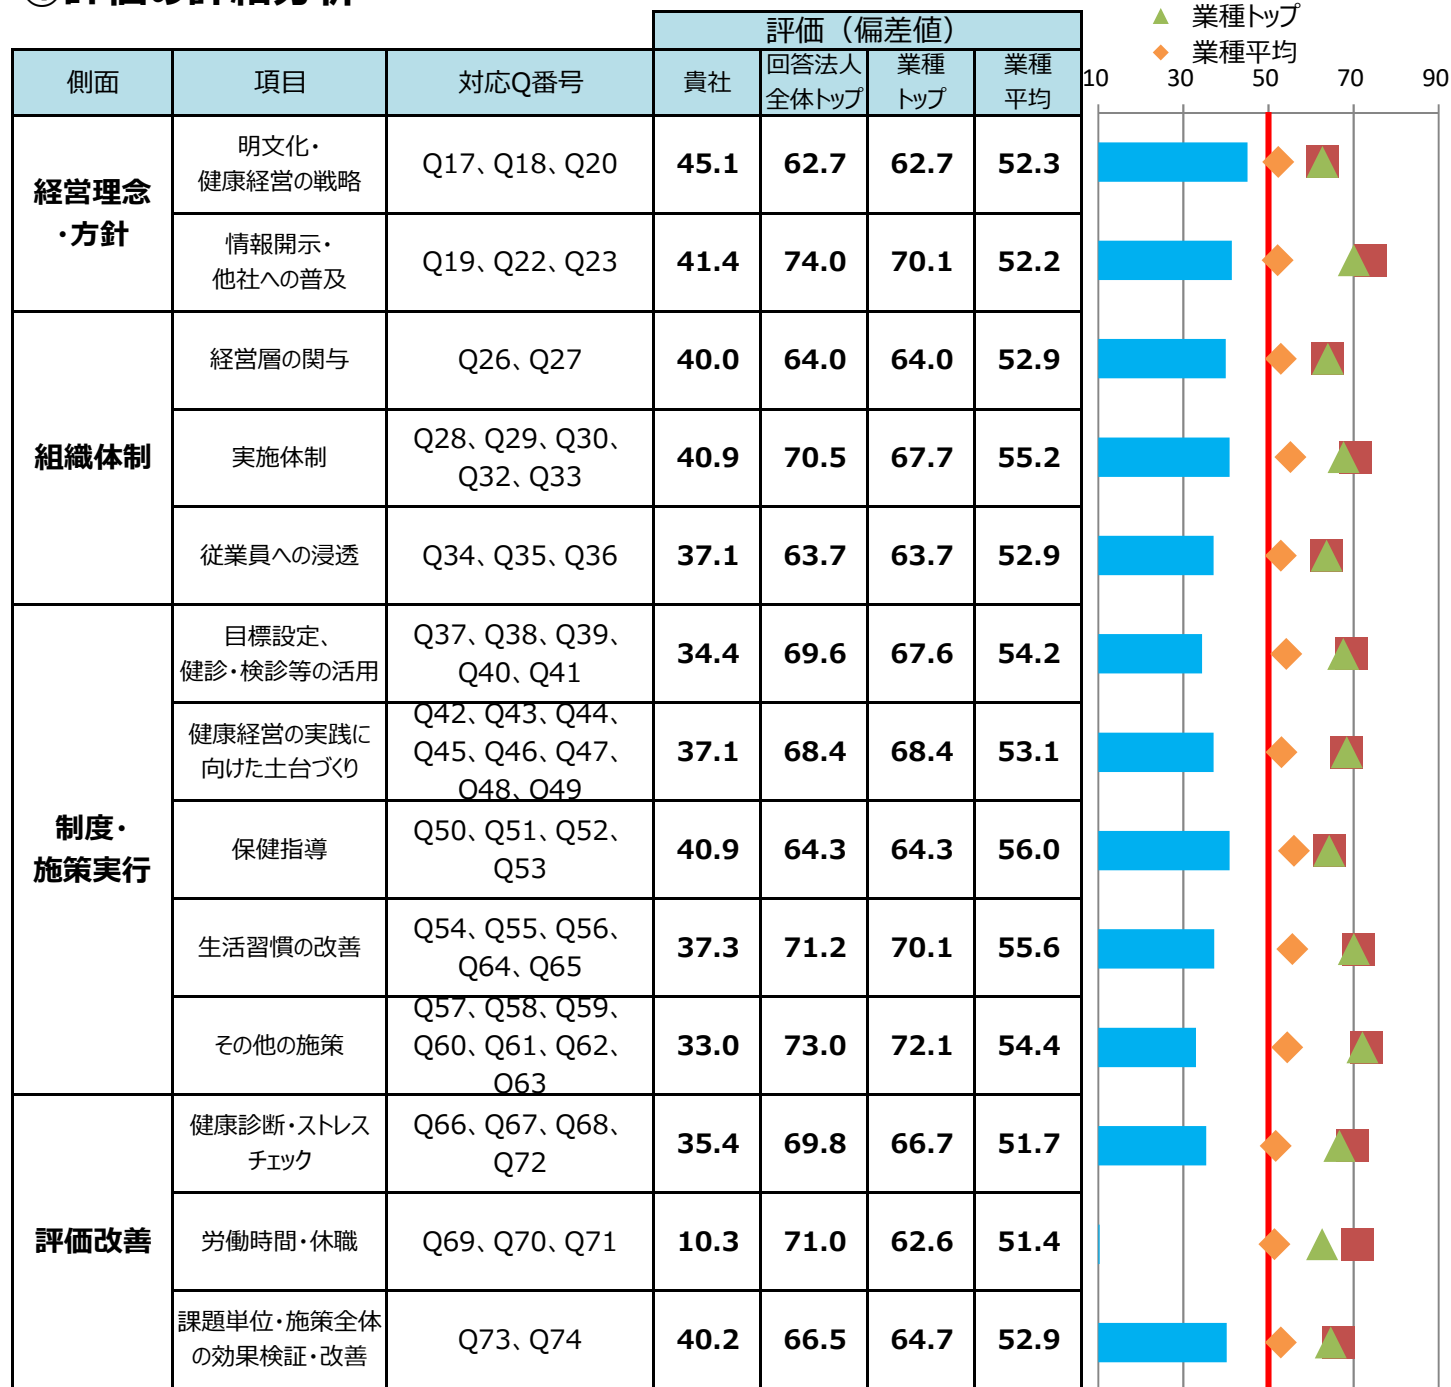 ▲ 業種トップ
◆ 業種平均
評価（偏差値）
側面 項目 対応Q番号 貴社 回答法人全体トップ 業種トップ 業種平均
10 30 50 70 90
経営理念・方針
明文化・
健康経営の戦略
Q17、Q18、Q20 45.1 62.7 62.7 52.3
情報開示・
他社への普及
Q19、Q22、Q23 41.4 74.0 70.1 52.2
組織体制
経営層の関与 Q26、Q27 40.0 64.0 64.0 52.9
実施体制
Q28、Q29、Q30、
Q32、Q33
40.9 70.5 67.7 55.2
従業員への浸透 Q34、Q35、Q36 37.1 63.7 63.7 52.9
制度・
施策実行
目標設定、
健診・検診等の活用
Q37、Q38、Q39、
Q40、Q41
34.4 69.6 67.6 54.2
健康経営の実践に
向けた土台づくり
Q42、Q43、Q44、
Q45、Q46、Q47、
Q48、Q49
37.1 68.4 68.4 53.1
保健指導
Q50、Q51、Q52、
Q53
40.9 64.3 64.3 56.0
生活習慣の改善
Q54、Q55、Q56、
Q64、Q65
37.3 71.2 70.1 55.6
その他の施策
Q57、Q58、Q59、
Q60、Q61、Q62、
Q63
33.0 73.0 72.1 54.4
評価改善
健康診断・ストレス
チェック
Q66、Q67、Q68、
Q72
35.4 69.8 66.7 51.7
労働時間・休職 Q69、Q70、Q71 10.3 71.0 62.6 51.4
課題単位・施策全体
の効果検証・改善
Q73、Q74 40.2 66.5 64.7 52.9